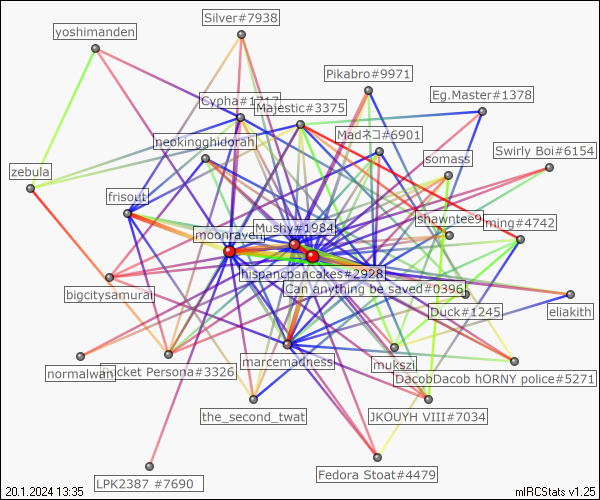 Silver#7938
yoshimanden
Pikabro#9971
Eg.Master#1378
Cypha#1717
Majestic#3375
Madネコ#6901
neokingghidorah
Swirly Boi#6154
somass
zebula
frisout
shawntee9
ming#4742
Mushy#1984
moonraven
hispancpancakes#2928
Can anything be saved#0396
bigcitysamurai
Duck#1245
eliakith
marcemadness
mukszi
normalwan
Rocket Persona#3326
DacobDacob hORNY police#5271
the_second_twat
JKOUYH VIII#7034
Fedora Stoat#4479
LPK2387 #7690
20.1.2024 13:35
mIRCStats v1.25